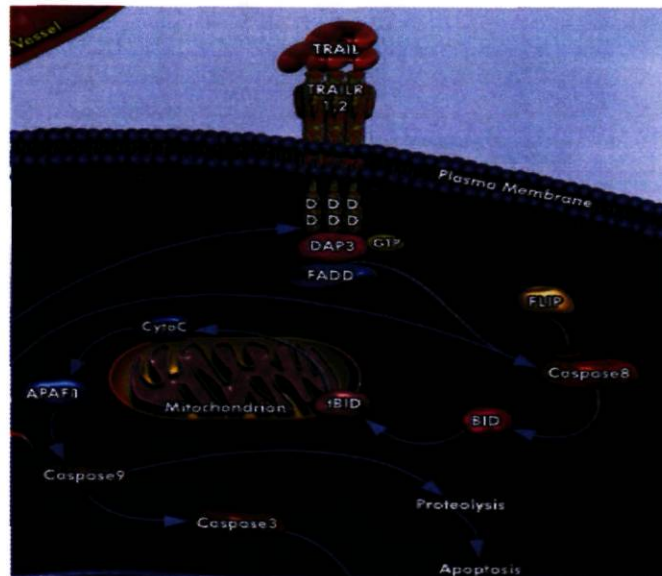 Vessel
TRAIL
TRAILR
1,2
Plasma Membrane
D D D
D D D
DAP3
GTP
FADD
FLIP
CytoC
Caspase8
APAF1
Mitochondrion
tBID
BID
Caspase9
Proteolysis
Caspase3
Apoptosis